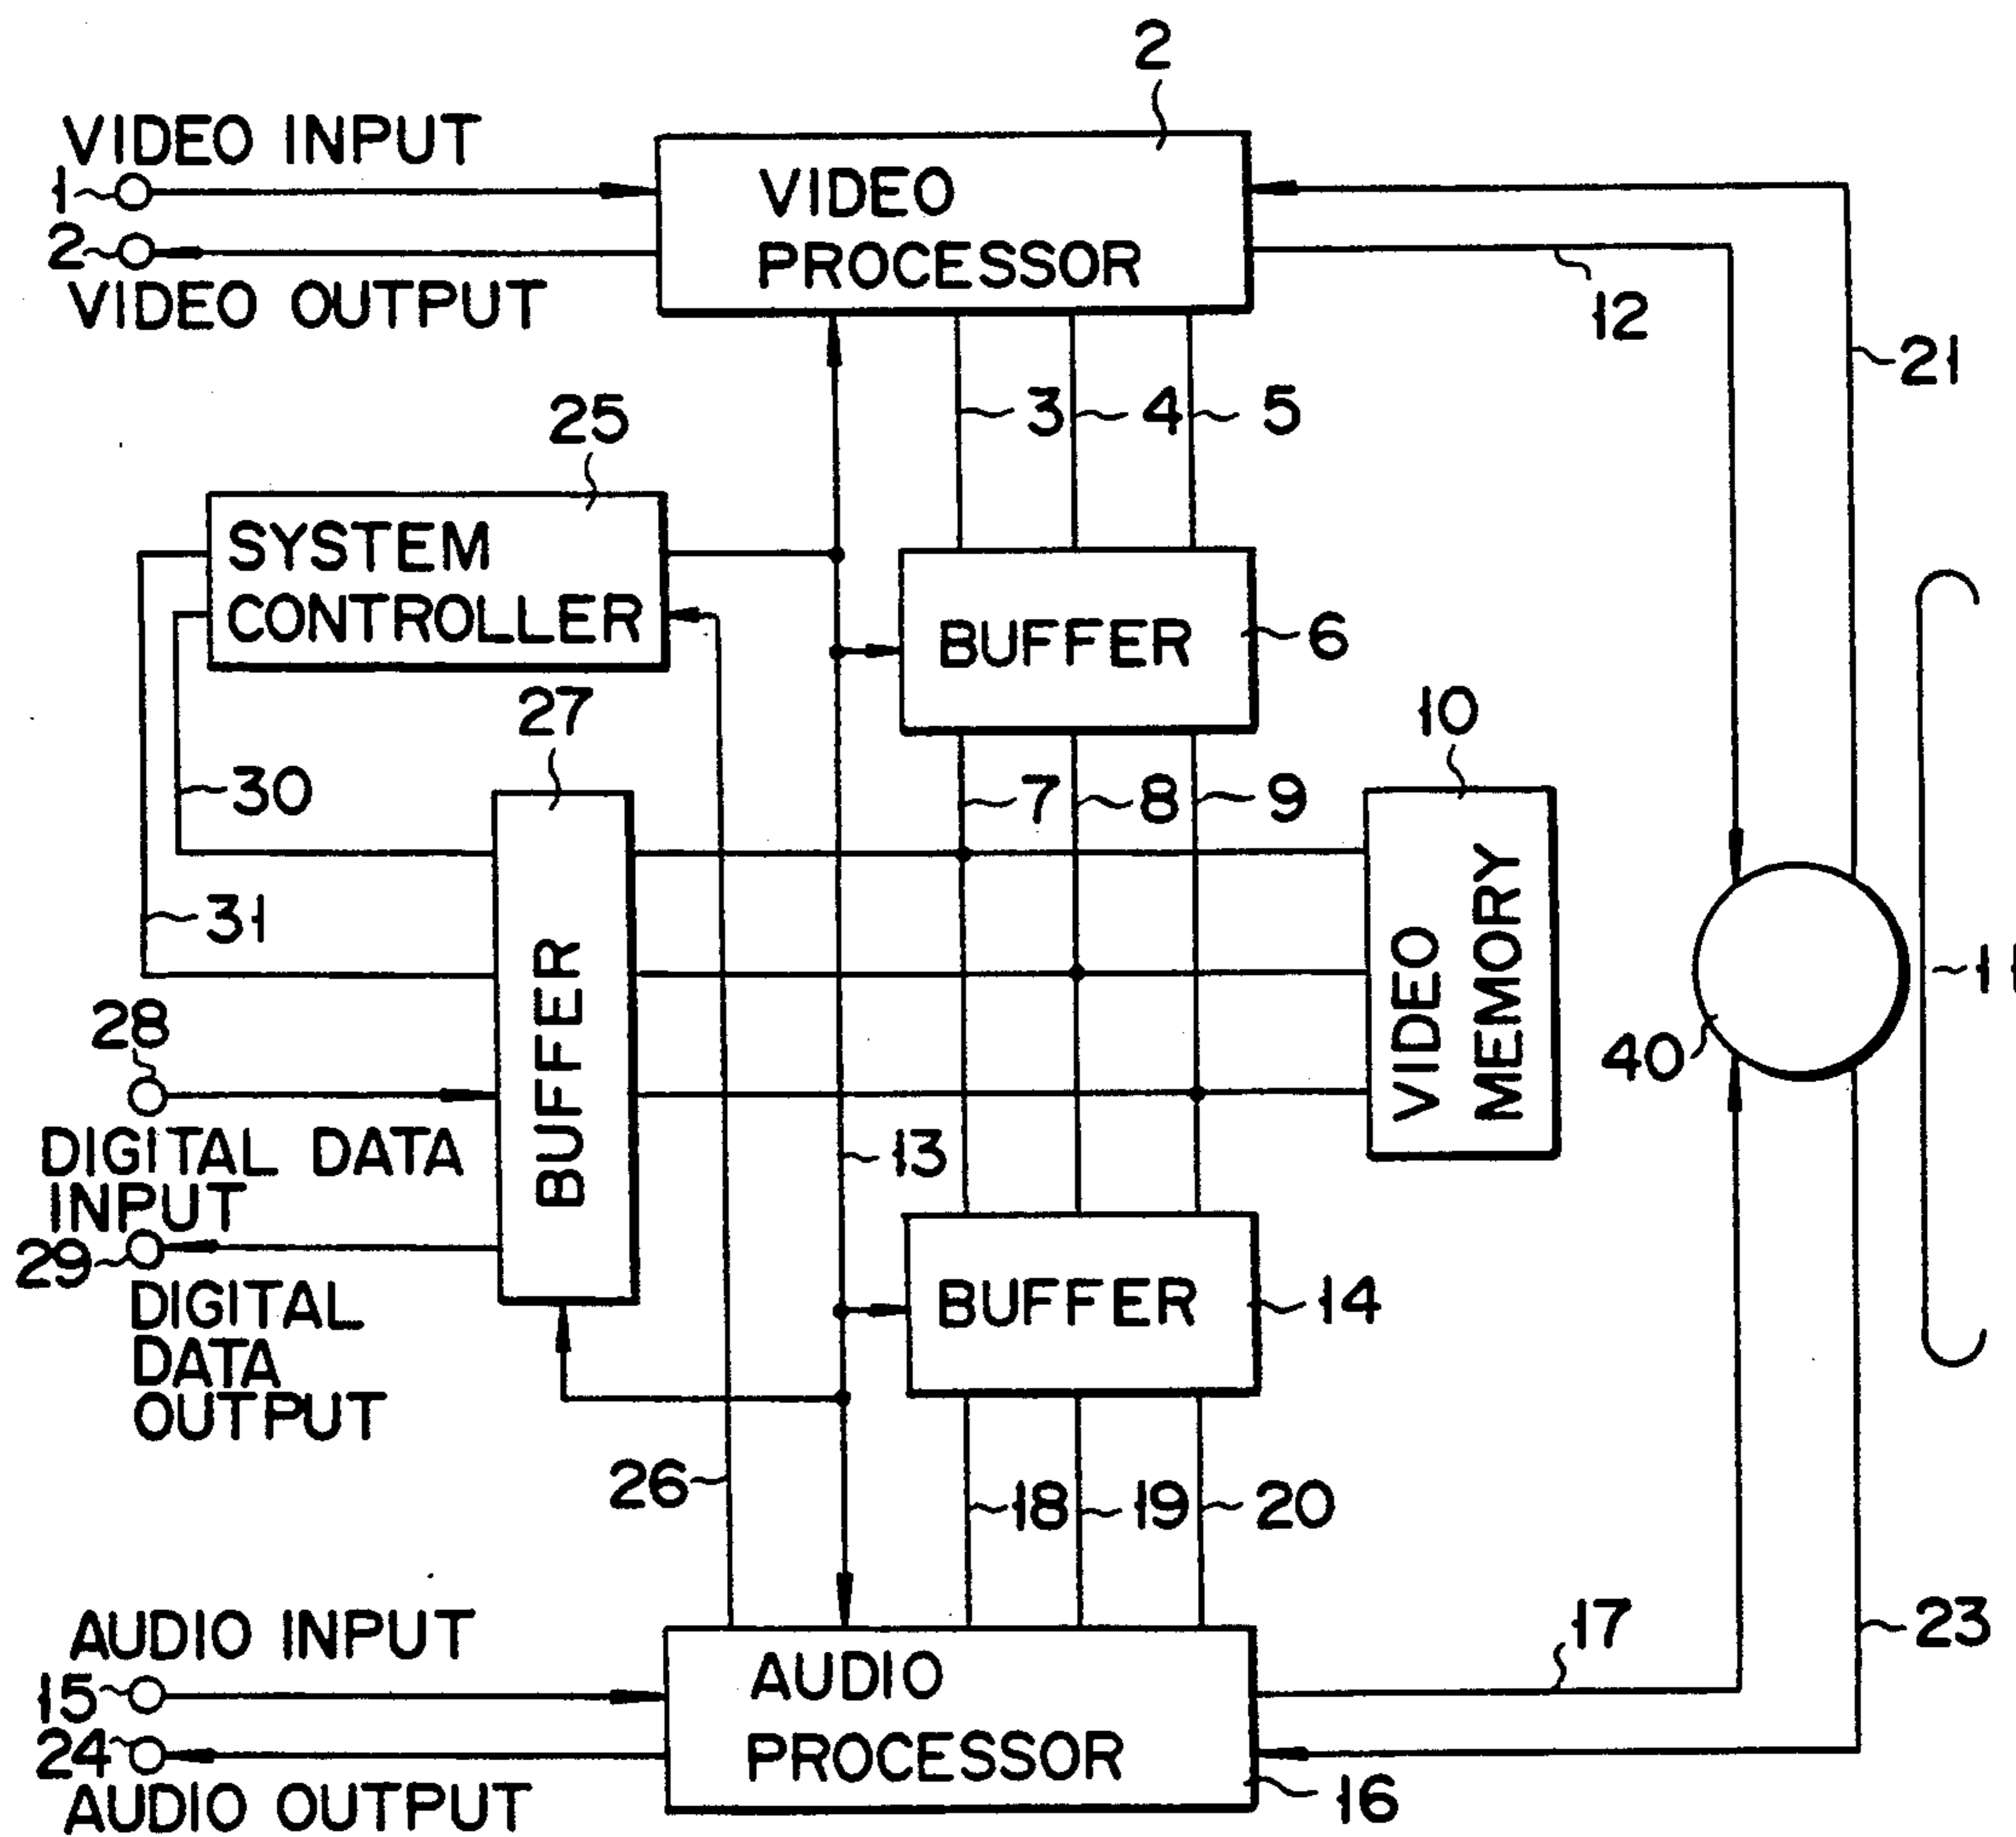 2
VIDEO INPUT
1
2
VIDEO OUTPUT
VIDEO
PROCESSOR
12
21
3
4
5
25
SYSTEM
CONTROLLER
BUFFER
6
27
10
30
7
8
9
31
BUFFER
VIDEO
MEMORY
11
40
28
DIGITAL DATA
INPUT
29
DIGITAL
DATA
OUTPUT
13
BUFFER
14
26
18
19
20
17
23
AUDIO INPUT
15
24
AUDIO OUTPUT
AUDIO
PROCESSOR
16